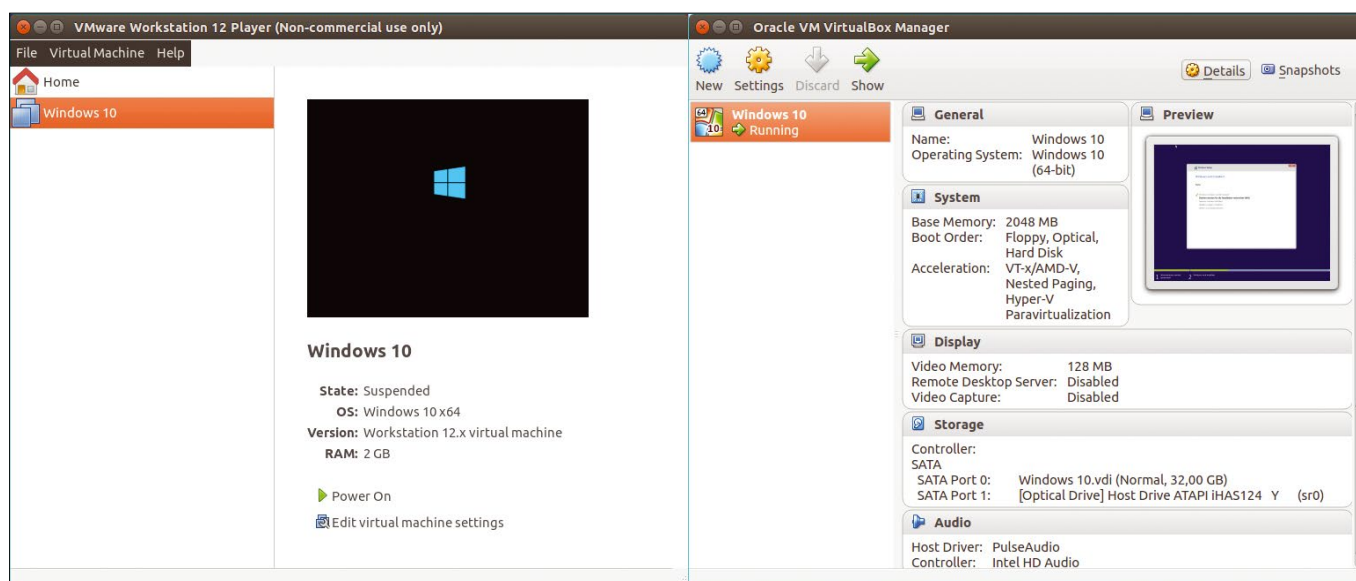 VMware Workstation 12 Player (Non-commercial use only)
File Virtual Machine Help
Home
Windows 10
Windows 10
State: Suspended
OS: Windows 10 x64
Version: Workstation 12.x virtual machine
RAM: 2 GB
Power On
Edit virtual machine settings
Oracle VM VirtualBox Manager
New Settings Discard Show
Details Snapshots
64
10
Windows 10
Running
General
Name: Windows 10
Operating System: Windows 10
(64-bit)
System
Base Memory: 2048 MB
Boot Order: Floppy, Optical,
Hard Disk
Acceleration: VT-x/AMD-V,
Nested Paging,
Hyper-V
Paravirtualization
Preview
Display
Video Memory: 128 MB
Remote Desktop Server: Disabled
Video Capture: Disabled
Storage
Controller:
SATA
SATA Port 0: Windows 10.vdi (Normal, 32,00 GB)
SATA Port 1: [Optical Drive] Host Drive ATAPI iHAS124 Y (sr0)
Audio
Host Driver: PulseAudio
Controller: Intel HD Audio